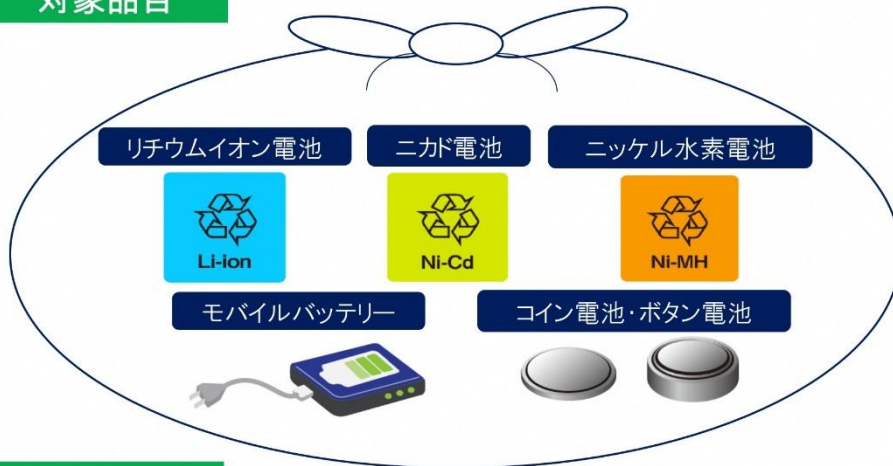 対象品目
リチウムイオン電池
ニカド電池
ニッケル水素電池
Li-ion
Ni-Cd
Ni-MH
モバイルバッテリー
コイン電池・ボタン電池